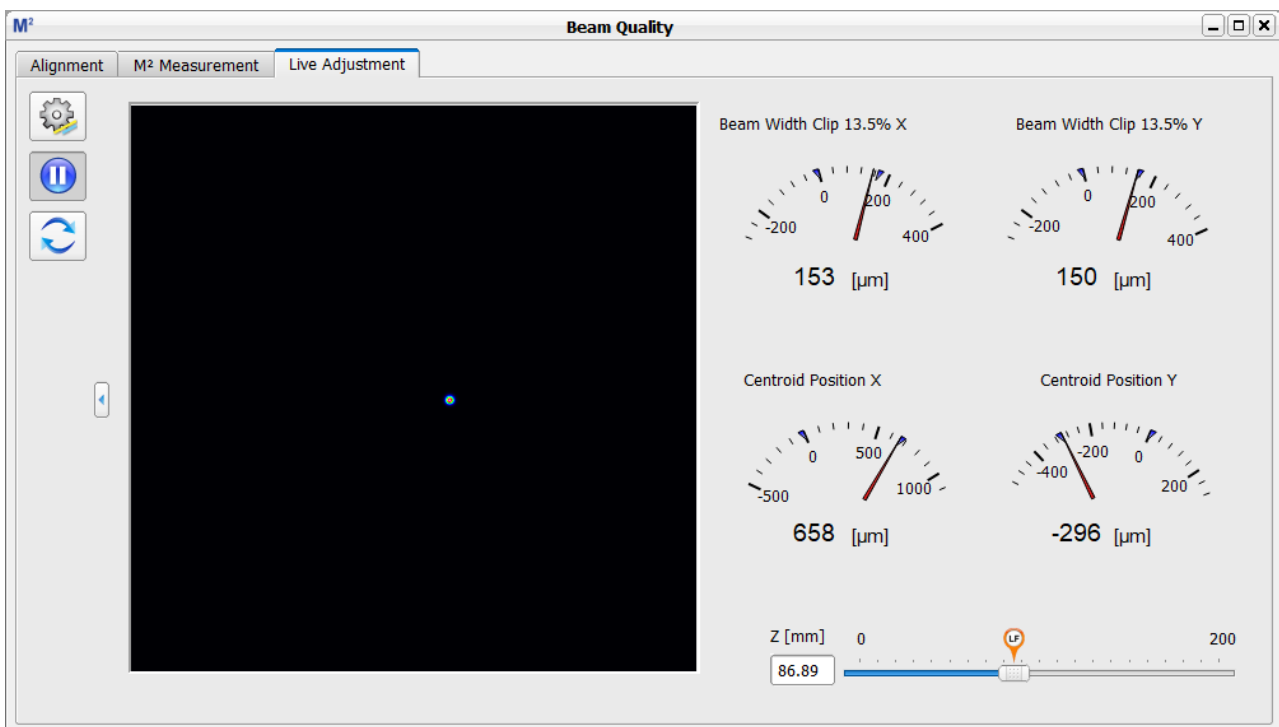 M²
Beam Quality
Alignment
M² Measurement
Live Adjustment
Beam Width Clip 13.5% X
-200
0
200
400
153 [µm]
Beam Width Clip 13.5% Y
-200
0
200
400
150 [µm]
Centroid Position X
-500
0
500
1000
658 [µm]
Centroid Position Y
-400
-200
0
200
-296 [µm]
Z [mm]
86.89
0
LF
200